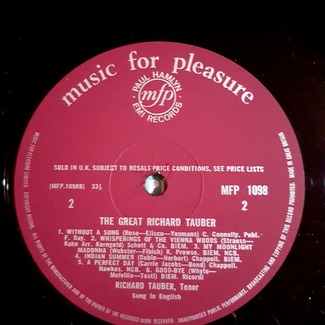 music for pleasure
PAUL HAMLYN
mfp
EMI RECORDS
SOLD IN U.K. SUBJECT TO RESALE PRICE CONDITIONS, SEE PRICE LISTS
(MFP.1098B) 33⅓
MFP 1098
2
2
THE GREAT RICHARD TAUBER
1. WITHOUT A SONG (Rose—Eliscu—Youmans) C. Connelly. Publ.-
F. Day. 2. WHISPERINGS OF THE VIENNA WOODS (Strauss—
Kahn Arr. Korngold) Schott & Co. BIEM. 3. MY MOONLIGHT
MADONNA (Webster—Fibich) K. Prowse. BIEM. NCB.
4. INDIAN SUMMER (Dubin—Herbert) Chappell. BIEM.
5. A PERFECT DAY (Carrie Jacobs—Bond) Chappell—
Hawkes. NCB. 6. GOOD-BYE (Whyte—
Melville—Tosti) BIEM. Ricordi
RICHARD TAUBER, Tenor
Sung in English